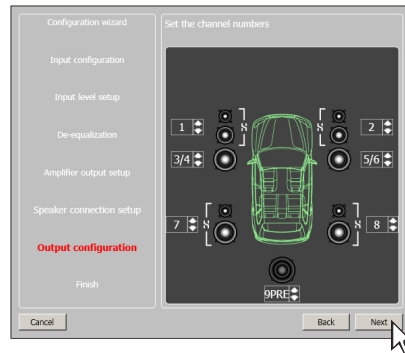 Configuration wizard
Set the channel numbers
Input configuration
Input level setup
De-equalization
Amplifier output setup
Speaker connection setup
Output configuration
Finish
1
2
3/4
5/6
7
8
9PRE
Cancel
Back
Next